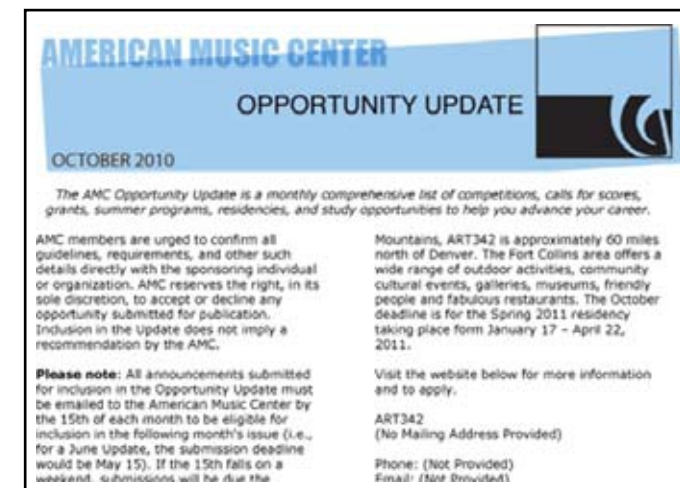 AMERICAN MUSIC CENTER
OPPORTUNITY UPDATE
OCTOBER 2010
The AMC Opportunity Update is a monthly comprehensive list of competitions, calls for scores,
grants, summer programs, residencies, and study opportunities to help you advance your career.
AMC members are urged to confirm all
guidelines, requirements, and other such
details directly with the sponsoring individual
or organization. AMC reserves the right, in its
sole discretion, to accept or decline any
opportunity submitted for publication.
Inclusion in the Update does not imply a
recommendation by the AMC.
Please note: All announcements submitted
for inclusion in the Opportunity Update must
be emailed to the American Music Center by
the 15th of each month to be eligible for
inclusion in the following month's issue (i.e.,
for a June Update, the submission deadline
would be May 15). If the 15th falls on a
weekend, submissions will be due the
Mountains, ART342 is approximately 60 miles
north of Denver. The Fort Collins area offers a
wide range of outdoor activities, community
cultural events, galleries, museums, friendly
people and fabulous restaurants. The October
deadline is for the Spring 2011 residency
taking place form January 17 – April 22,
2011.
Visit the website below for more information
and to apply.
ART342
(No Mailing Address Provided)
Phone: (Not Provided)
Email: (Not Provided)